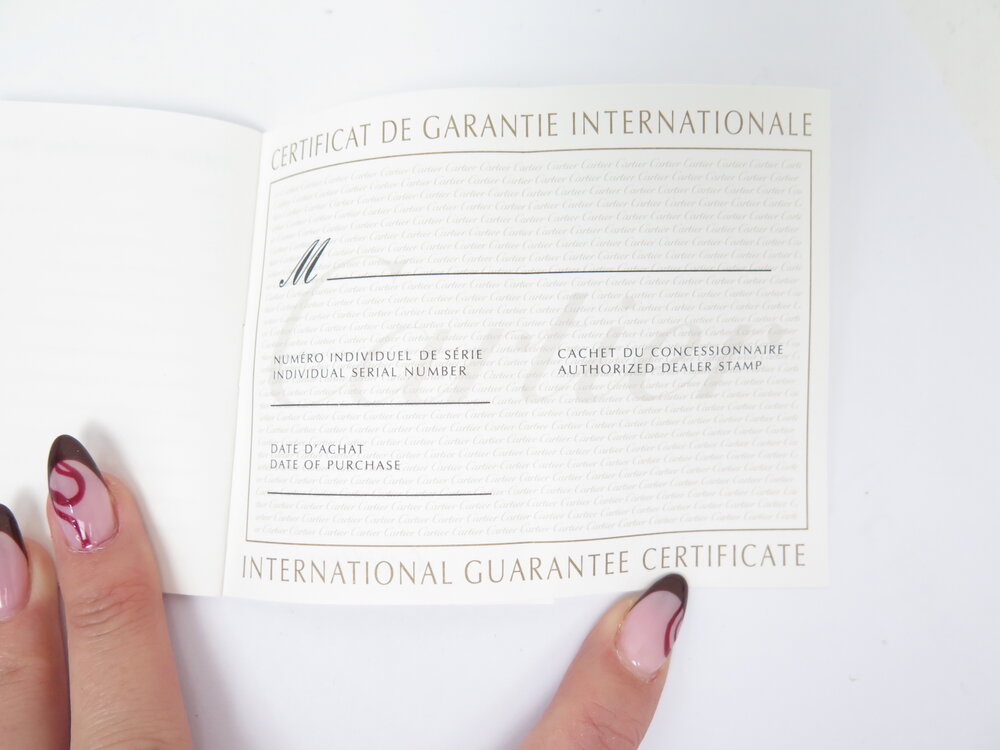 CERTIFICAT DE GARANTIE INTERNATIONALE
M
Cartier
NUMÉRO INDIVIDUEL DE SÉRIE
INDIVIDUAL SERIAL NUMBER
CACHET DU CONCESSIONNAIRE
AUTHORIZED DEALER STAMP
DATE D'ACHAT
DATE OF PURCHASE
INTERNATIONAL GUARANTEE CERTIFICATE